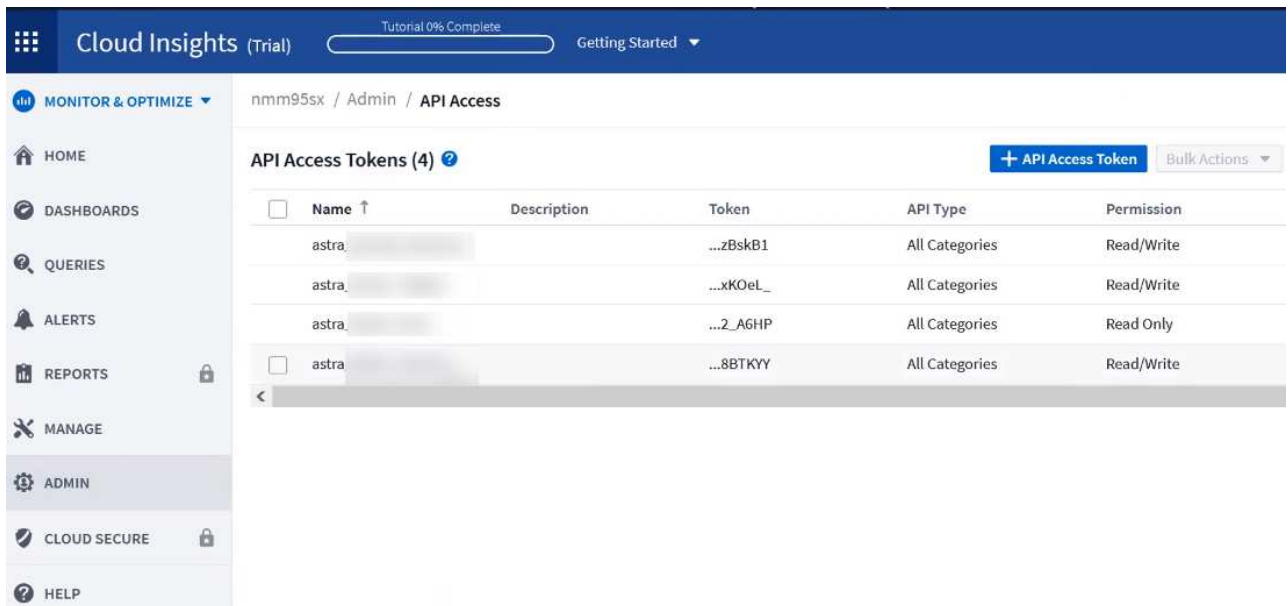 Tutorial 0% Complete
Cloud Insights (Trial) Getting Started
MONITOR & OPTIMIZE
nmm95sx / Admin / API Access
HOME
API Access Tokens (4) + API Access Token Bulk Actions
DASHBOARDS
Name ↑ Description Token API Type Permission
astra_ ...zBskB1 All Categories Read/Write
QUERIES
astra_ ...xKOeL_ All Categories Read/Write
ALERTS
astra_ ...2_A6HP All Categories Read Only
REPORTS
astra ...8BTKYY All Categories Read/Write
MANAGE
ADMIN
CLOUD SECURE
HELP